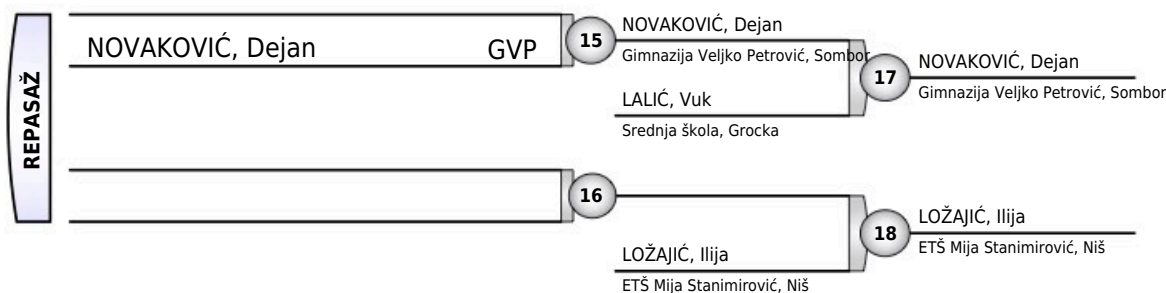 REPASAŽ
NOVAKOVIĆ, Dejan GVP
15
NOVAKOVIĆ, Dejan
Gimnazija Veljko Petrović, Sombor
LALIĆ, Vuk
Srednja škola, Grocka
17
NOVAKOVIĆ, Dejan
Gimnazija Veljko Petrović, Sombor
16
LOŽAJIĆ, Ilija
ETŠ Mija Stanimirović, Niš
18
LOŽAJIĆ, Ilija
ETŠ Mija Stanimirović, Niš